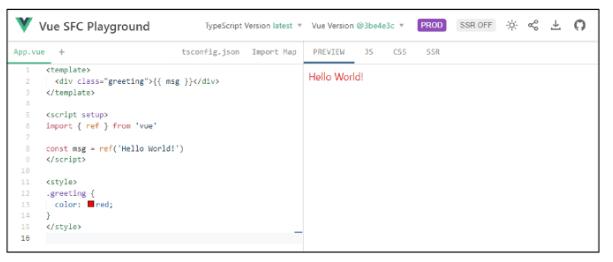 Vue SFC Playground TypeScript Version latest Vue Version @3be4e3c PROD SSR OFF
App.vue + tsconfig.json Import Map PREVIEW JS CSS SSR
1 <template>
2 <div class="greeting">{{ msg }}</div>
3 </template>
4
5 <script setup>
6 import { ref } from 'vue'
7
8 const msg = ref('Hello World!')
9 </script>
10
11 <style>
12 .greeting {
13 color: red;
14 }
15 </style>
16
Hello World!